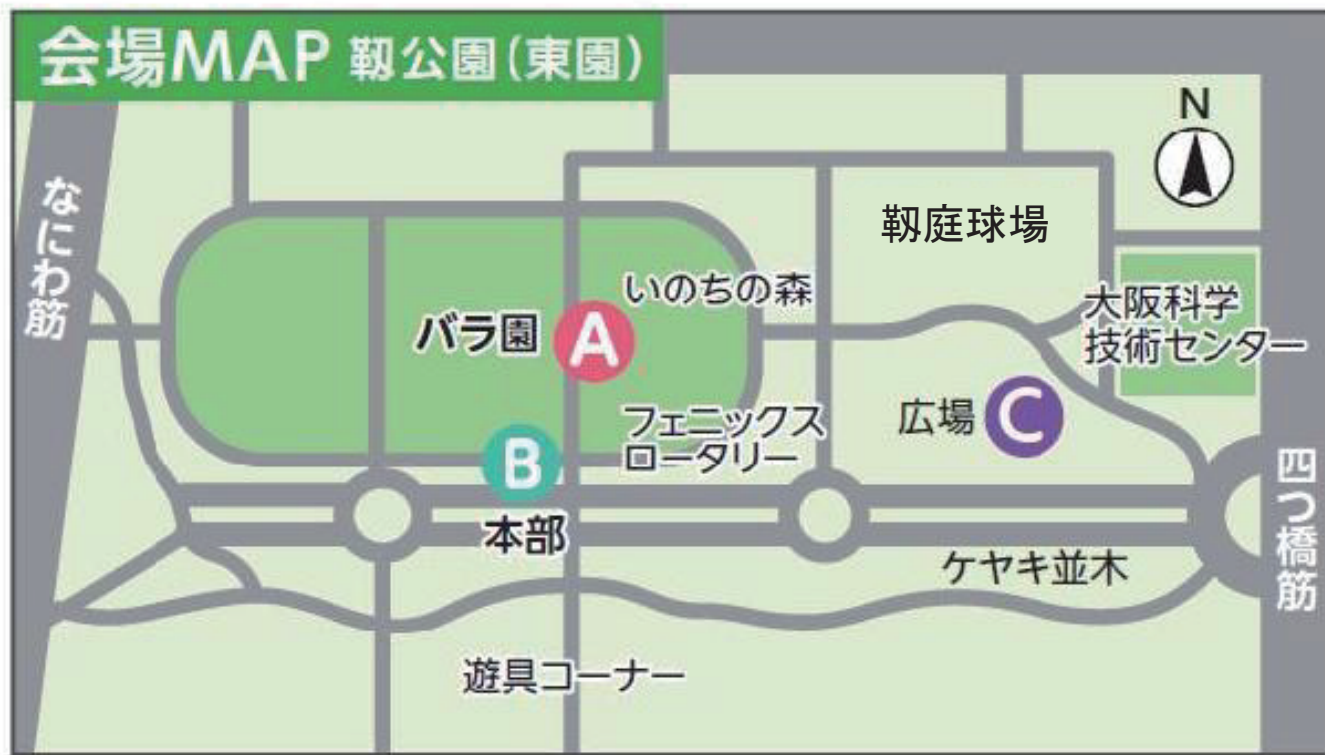 会場MAP 靱公園(東園)
N
なにわ筋
靱庭球場
いのちの森
大阪科学
技術センター
バラ園
A
広場
C
フェニックス
ロータリー
B
本部
四つ橋筋
ケヤキ並木
遊具コーナー